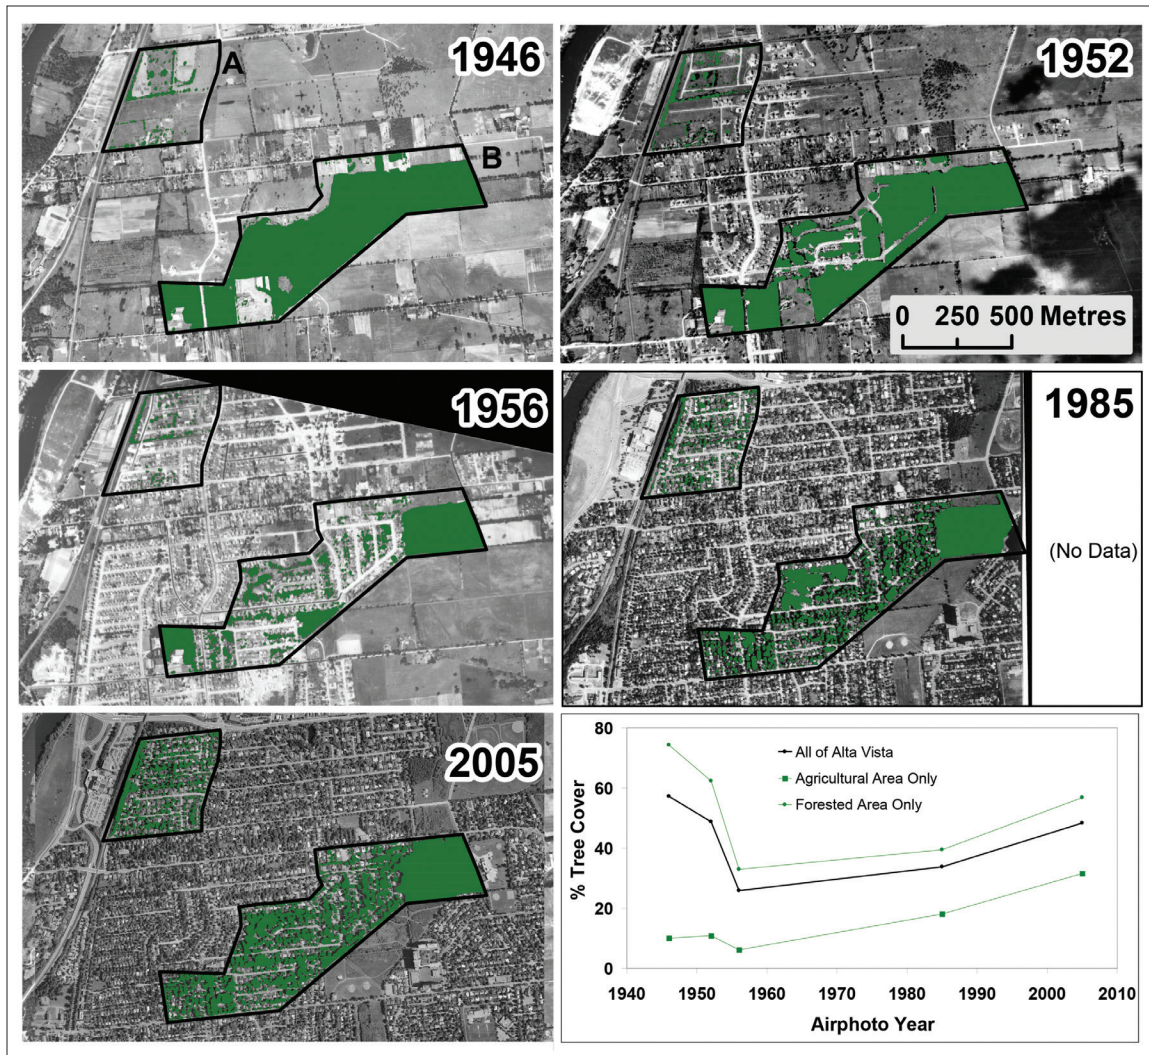 1946
A
B
1952
0 250 500 Metres
1956
1985
(No Data)
2005
80
60
40
20
0
% Tree Cover
All of Alta Vista
Agricultural Area Only
Forested Area Only
1940 1950 1960 1970 1980 1990 2000 2010
Airphoto Year